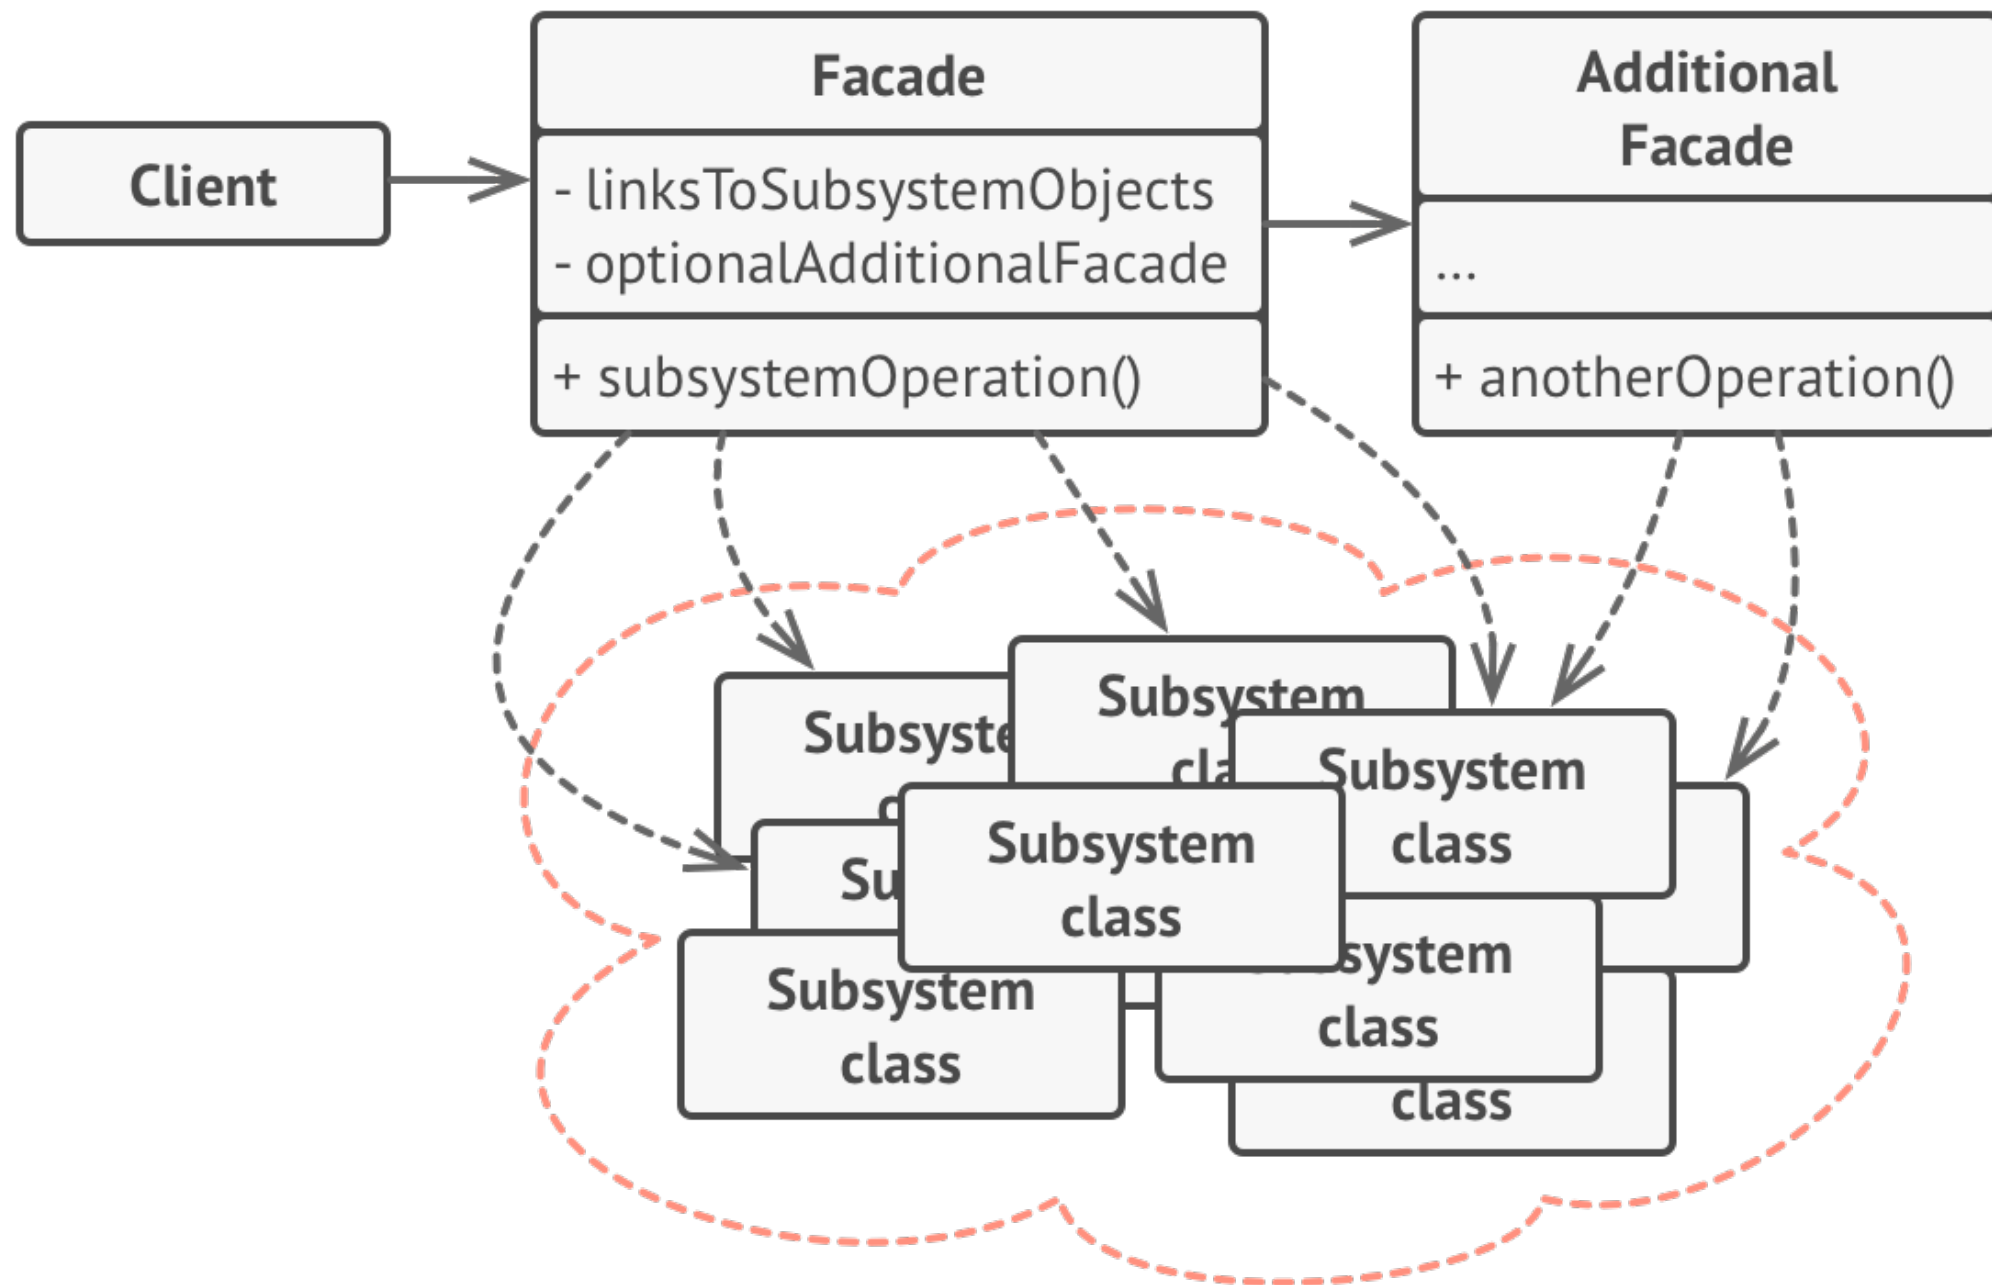 Client
Facade
- linksToSubsystemObjects
- optionalAdditionalFacade
+ subsystemOperation()
Additional
Facade
...
+ anotherOperation()
Subsystem
Subsystem
class
Subsystem
class
Subsystem
class
class
class